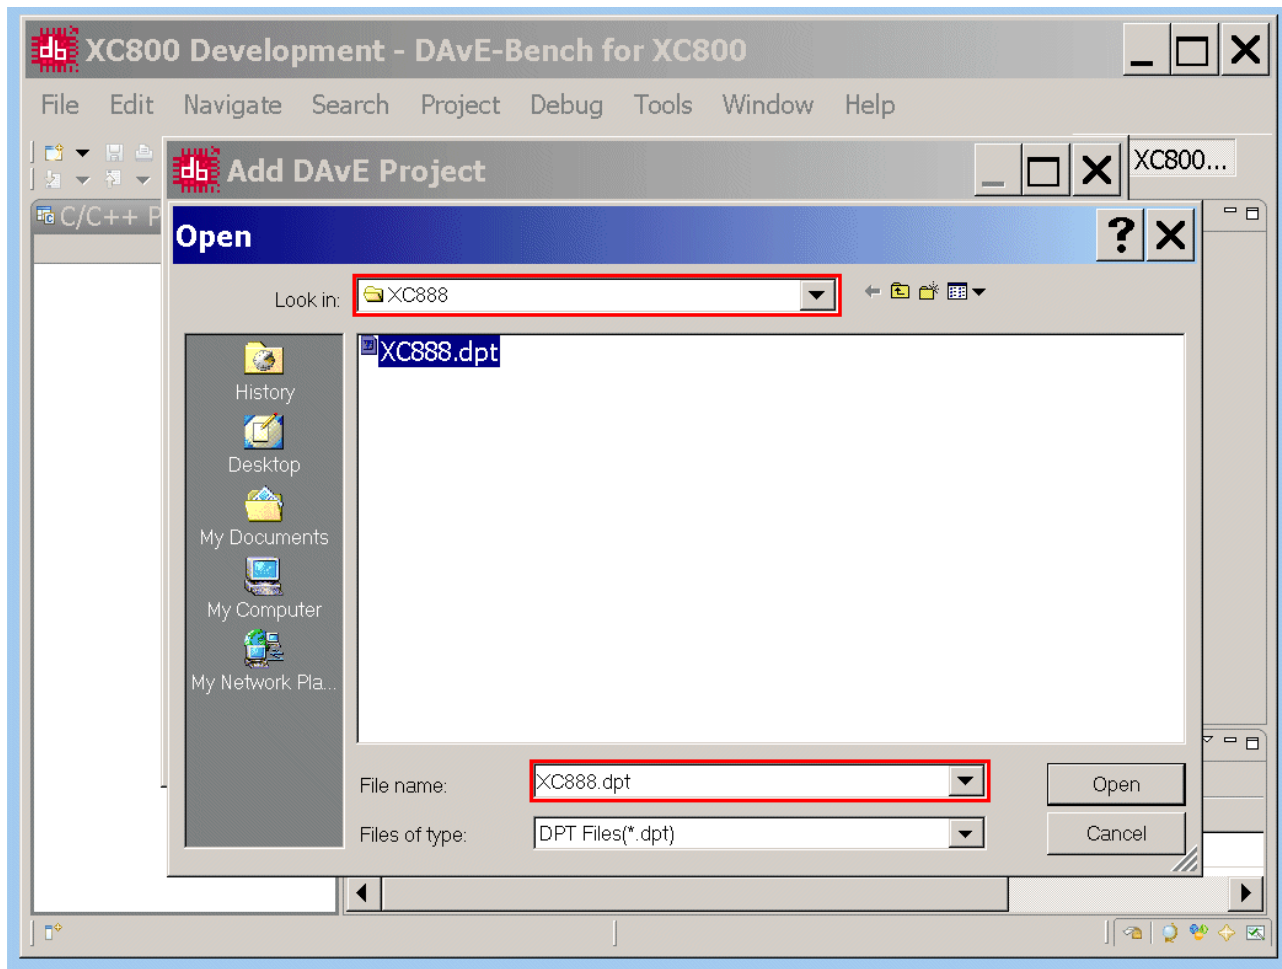 XC800 Development - DAvE-Bench for XC800
File Edit Navigate Search Project Debug Tools Window Help
Add DAvE Project
XC800...
C/C++ P
Open
Look in: XC888
XC888.dpt
History
Desktop
My Documents
My Computer
My Network Pla...
File name: XC888.dpt Open
Files of type: DPT Files(*.dpt) Cancel